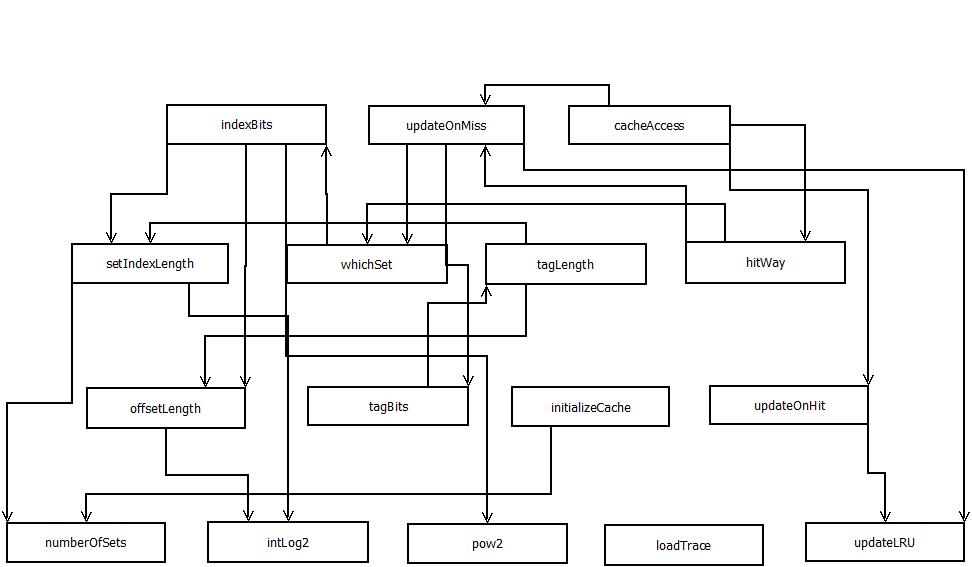 indexBits
updateOnMiss
cacheAccess
setIndexLength
whichSet
tagLength
hitWay
offsetLength
tagBits
initializeCache
updateOnHit
numberOfSets
intLog2
pow2
loadTrace
updateLRU